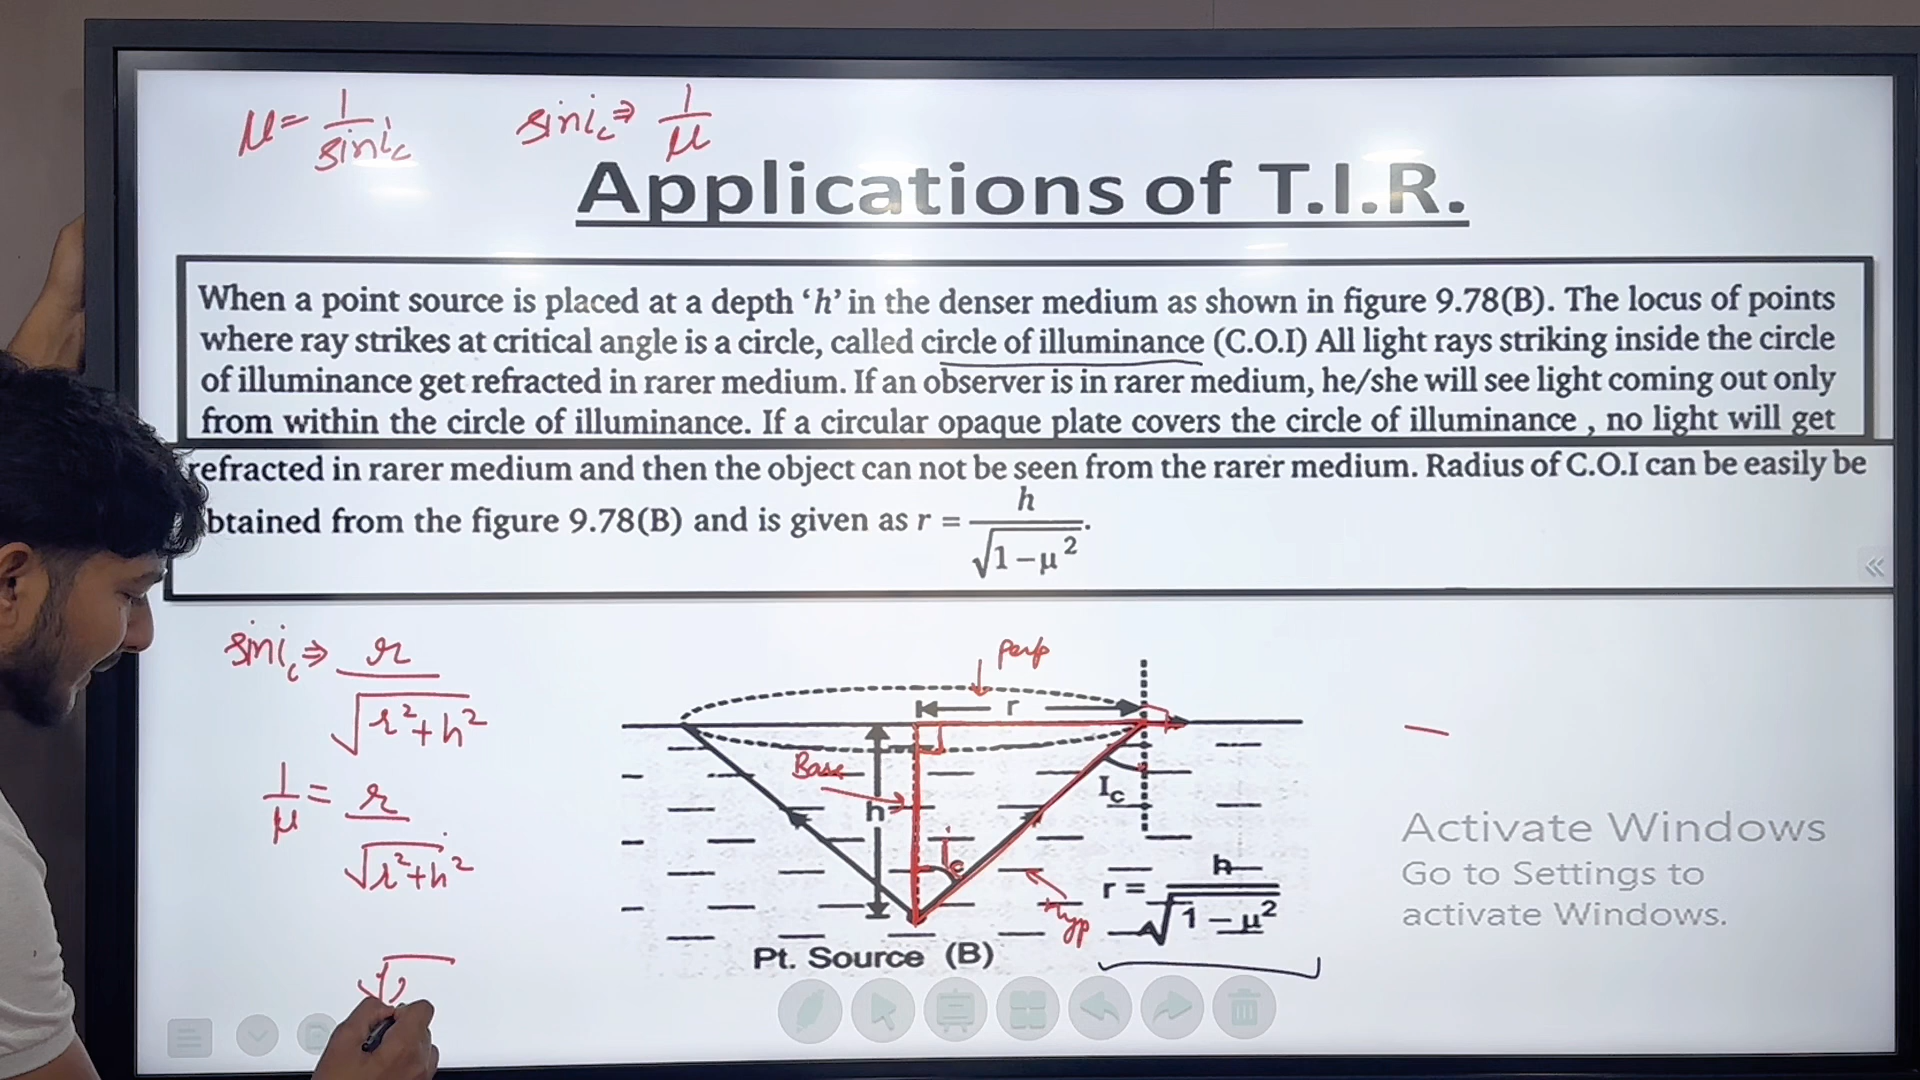 μ = 1/sin i_c    sin i_c ⇒ 1/μ
Applications of T.I.R.
When a point source is placed at a depth ‘h’ in the denser medium as shown in figure 9.78(B). The locus of points
where ray strikes at critical angle is a circle, called circle of illuminance (C.O.I) All light rays striking inside the circle
of illuminance get refracted in rarer medium. If an observer is in rarer medium, he/she will see light coming out only
from within the circle of illuminance. If a circular opaque plate covers the circle of illuminance , no light will get
refracted in rarer medium and then the object can not be seen from the rarer medium. Radius of C.O.I can be easily be
btained from the figure 9.78(B) and is given as r = h/√(1-μ²).
sin i_c ⇒ r/√(r²+h²)
1/μ = r/√(r²+h²)
√
Perp
r
Base
h
I_c
i_c
Hyp
r = h/√(1-μ²)
Pt. Source (B)
Activate Windows
Go to Settings to
activate Windows.